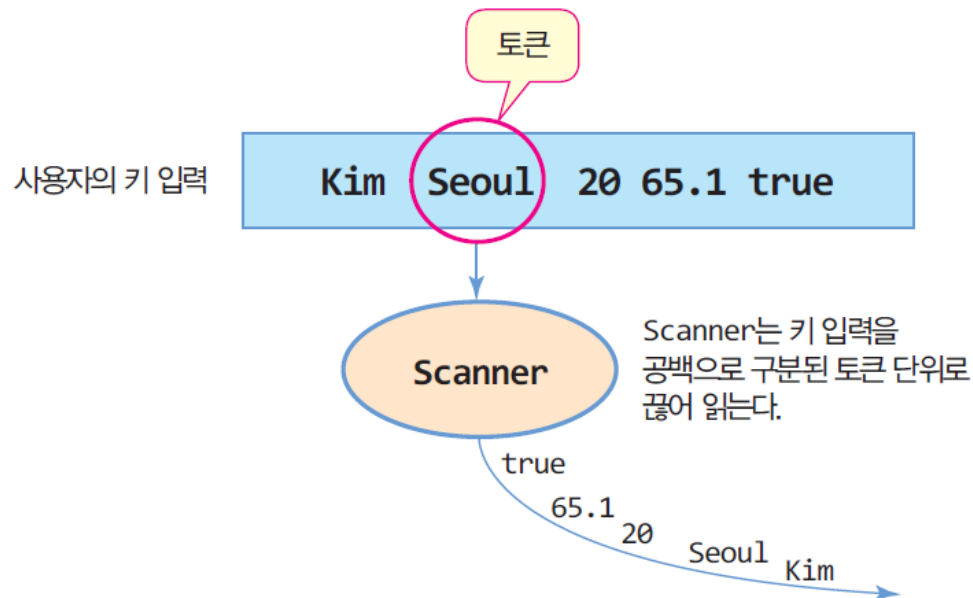 토큰
사용자의 키 입력
Kim Seoul 20 65.1 true
Scanner
Scanner는 키 입력을
공백으로 구분된 토큰 단위로
끊어 읽는다.
true
65.1
20
Seoul
Kim